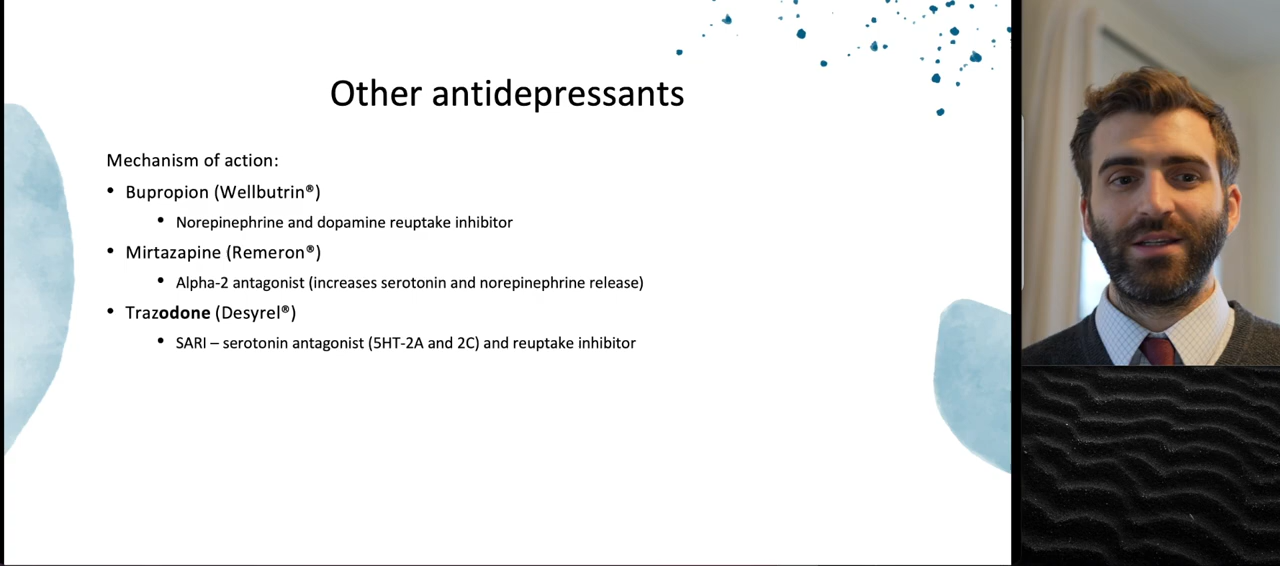 Other antidepressants
Mechanism of action:
• Bupropion (Wellbutrin®)
• Norepinephrine and dopamine reuptake inhibitor
• Mirtazapine (Remeron®)
• Alpha-2 antagonist (increases serotonin and norepinephrine release)
• Trazodone (Desyrel®)
• SARI – serotonin antagonist (5HT-2A and 2C) and reuptake inhibitor